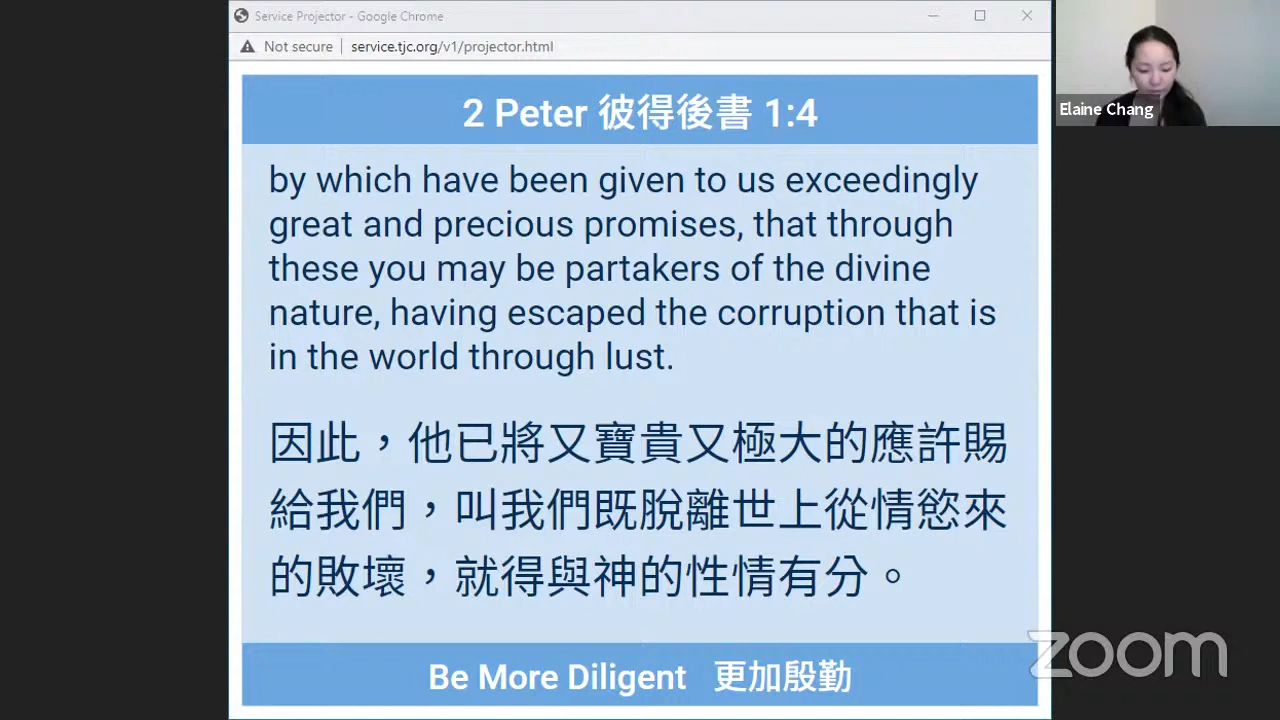 Service Projector - Google Chrome
Not secure service.tjc.org/v1/projector.html
Elaine Chang
2 Peter 彼得後書 1:4
by which have been given to us exceedingly
great and precious promises, that through
these you may be partakers of the divine
nature, having escaped the corruption that is
in the world through lust.
因此，他已將又寶貴又極大的應許賜
給我們，叫我們既脫離世上從情慾來
的敗壞，就得與神的性情有分。
Be More Diligent 更加殷勤
zoom